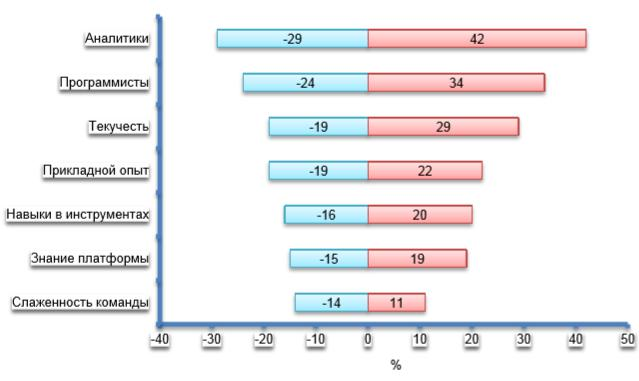 Аналитики -29 42
Программисты -24 34
Текучесть -19 29
Прикладной опыт -19 22
Навыки в инструментах -16 20
Знание платформы -15 19
Слаженность команды -14 11
-40 -30 -20 -10 0 10 20 30 40 50
%